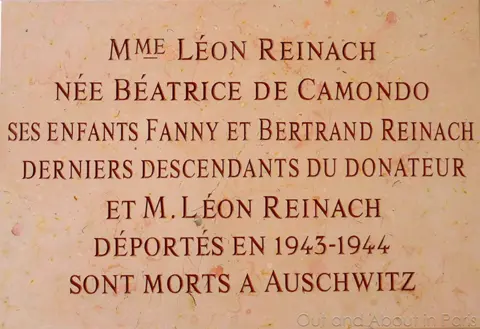 MME LÉON REINACH
NÉE BÉATRICE DE CAMONDO
SES ENFANTS FANNY ET BERTRAND REINACH
DERNIERS DESCENDANTS DU DONATEUR
ET M. LÉON REINACH
DÉPORTÉS EN 1943-1944
SONT MORTS A AUSCHWITZ
Out and About in Paris